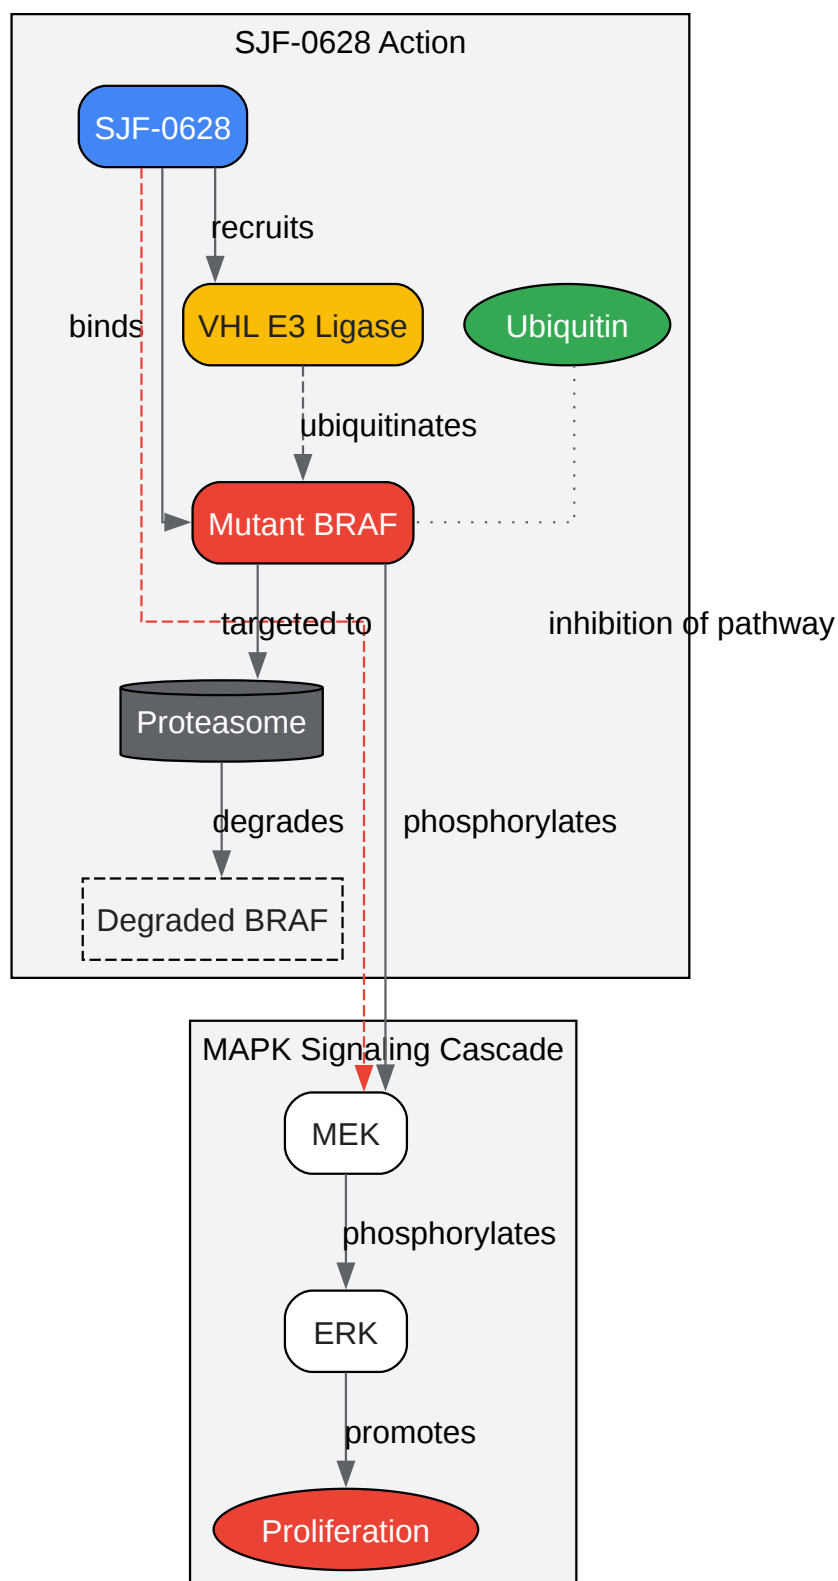 SJF-0628 Action
SJF-0628
recruits
binds
VHL E3 Ligase
Ubiquitin
ubiquitinates
Mutant BRAF
targeted to
inhibition of pathway
Proteasome
degrades
phosphorylates
Degraded BRAF
MAPK Signaling Cascade
MEK
phosphorylates
ERK
promotes
Proliferation